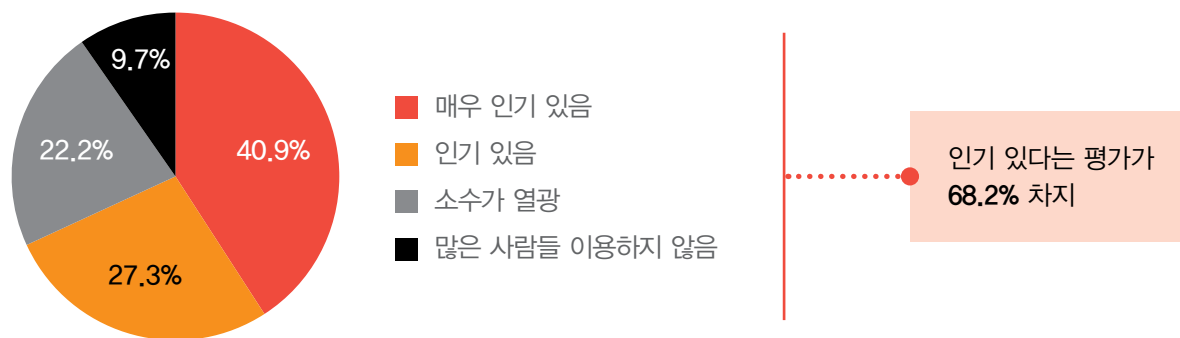 9.7%
22.2%
40.9%
27.3%
매우 인기 있음
인기 있음
소수가 열광
많은 사람들 이용하지 않음
인기 있다는 평가가
68.2% 차지